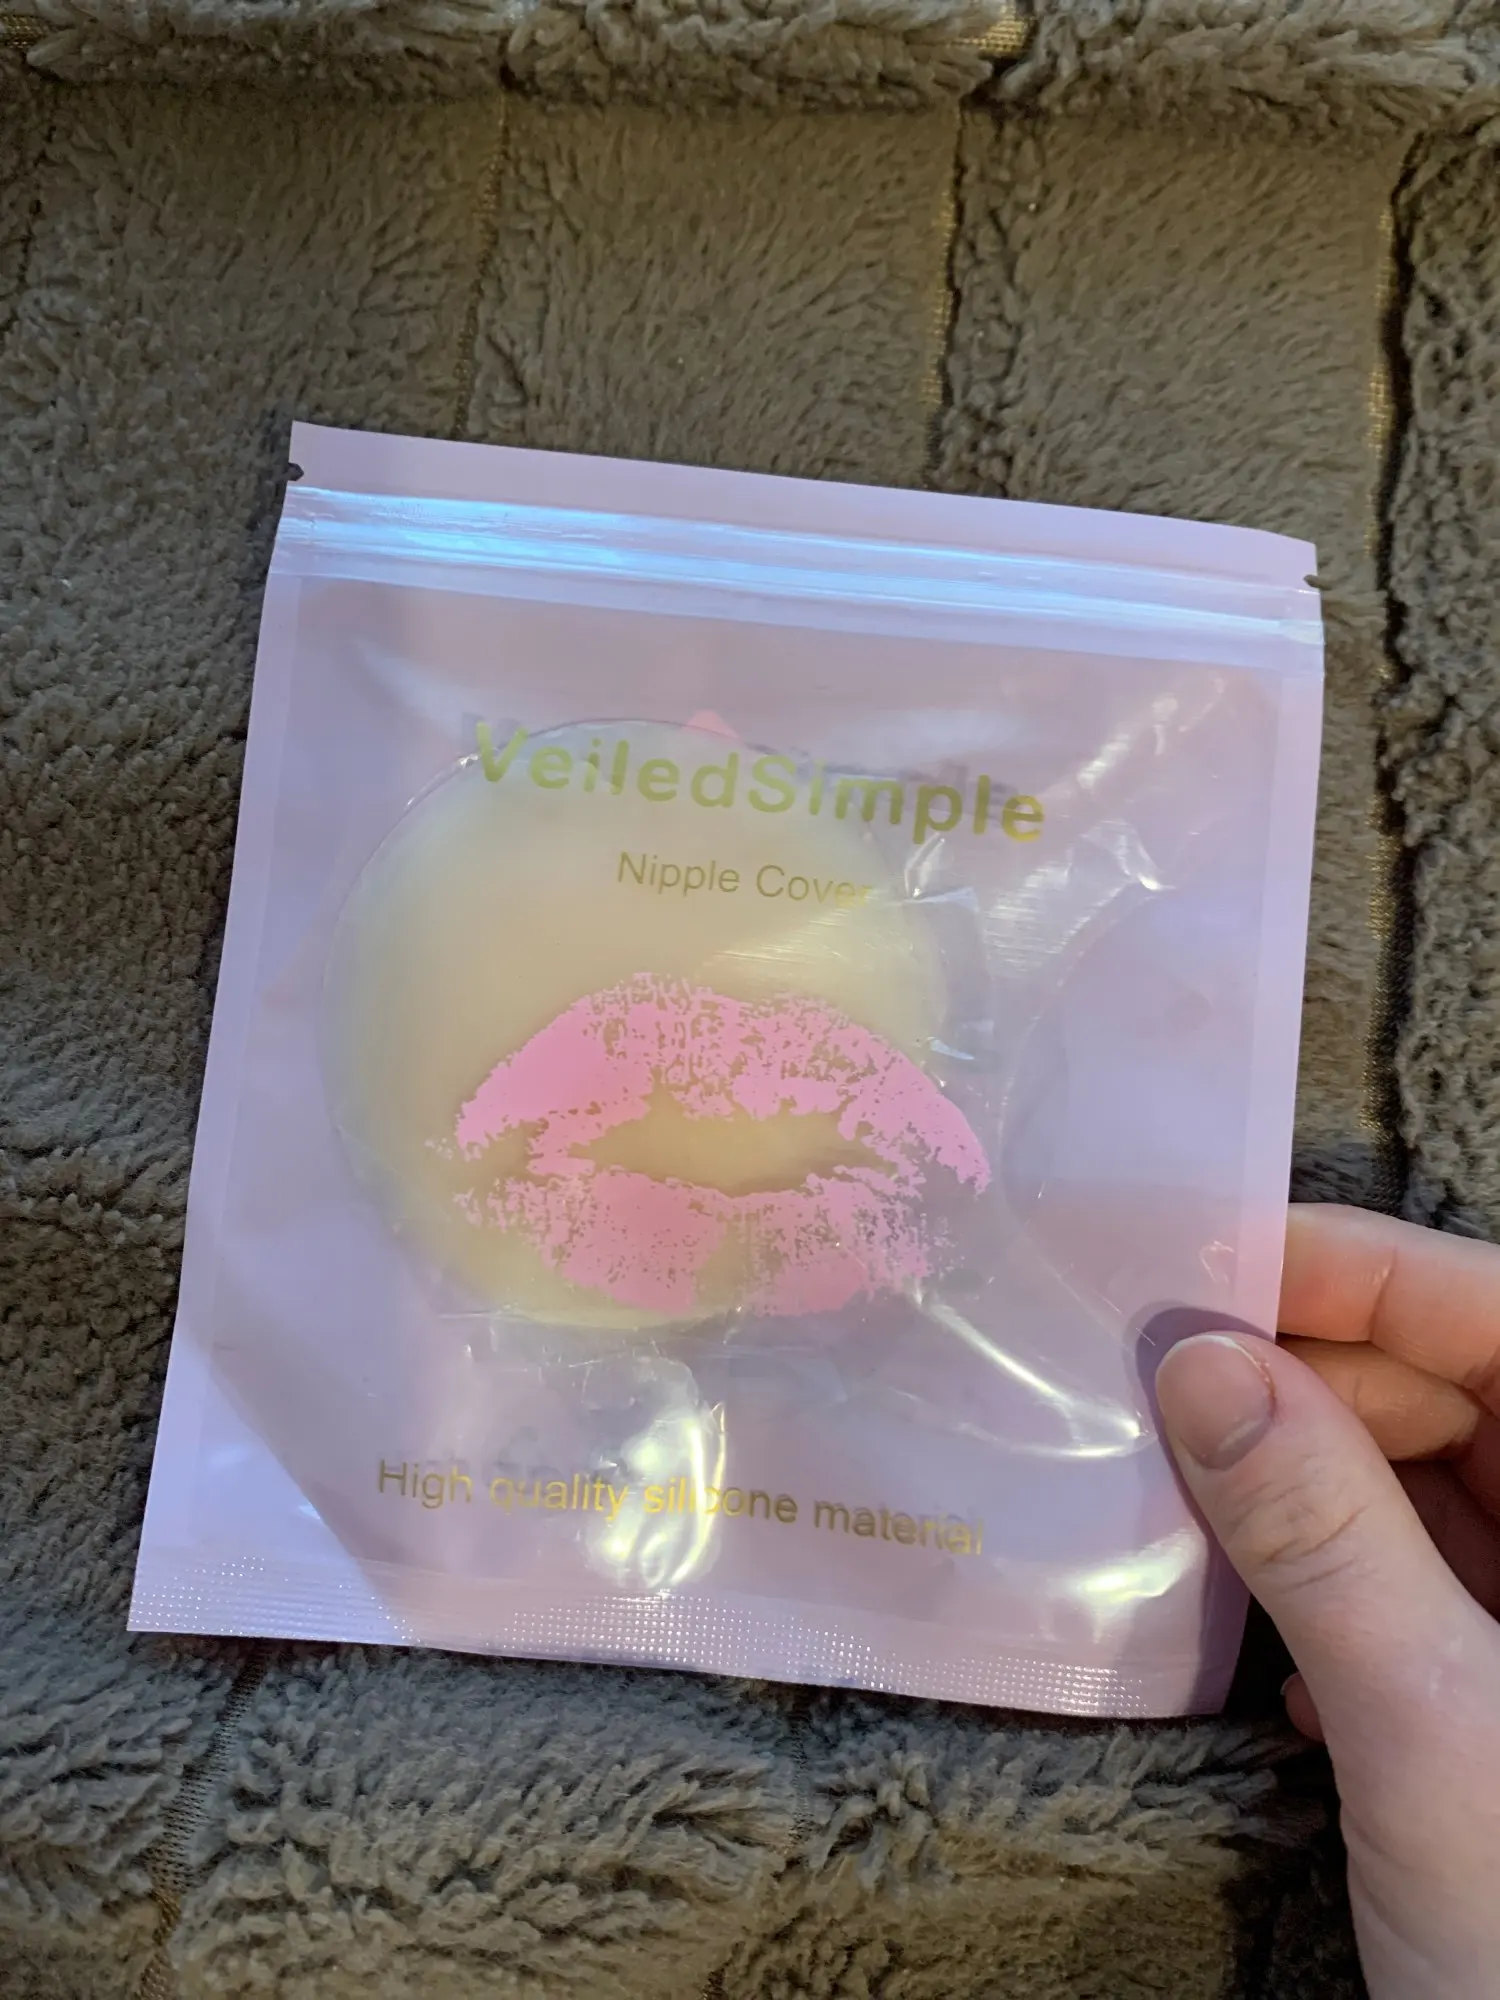 VeiledSimple
Nipple Cover
High quality silicone material